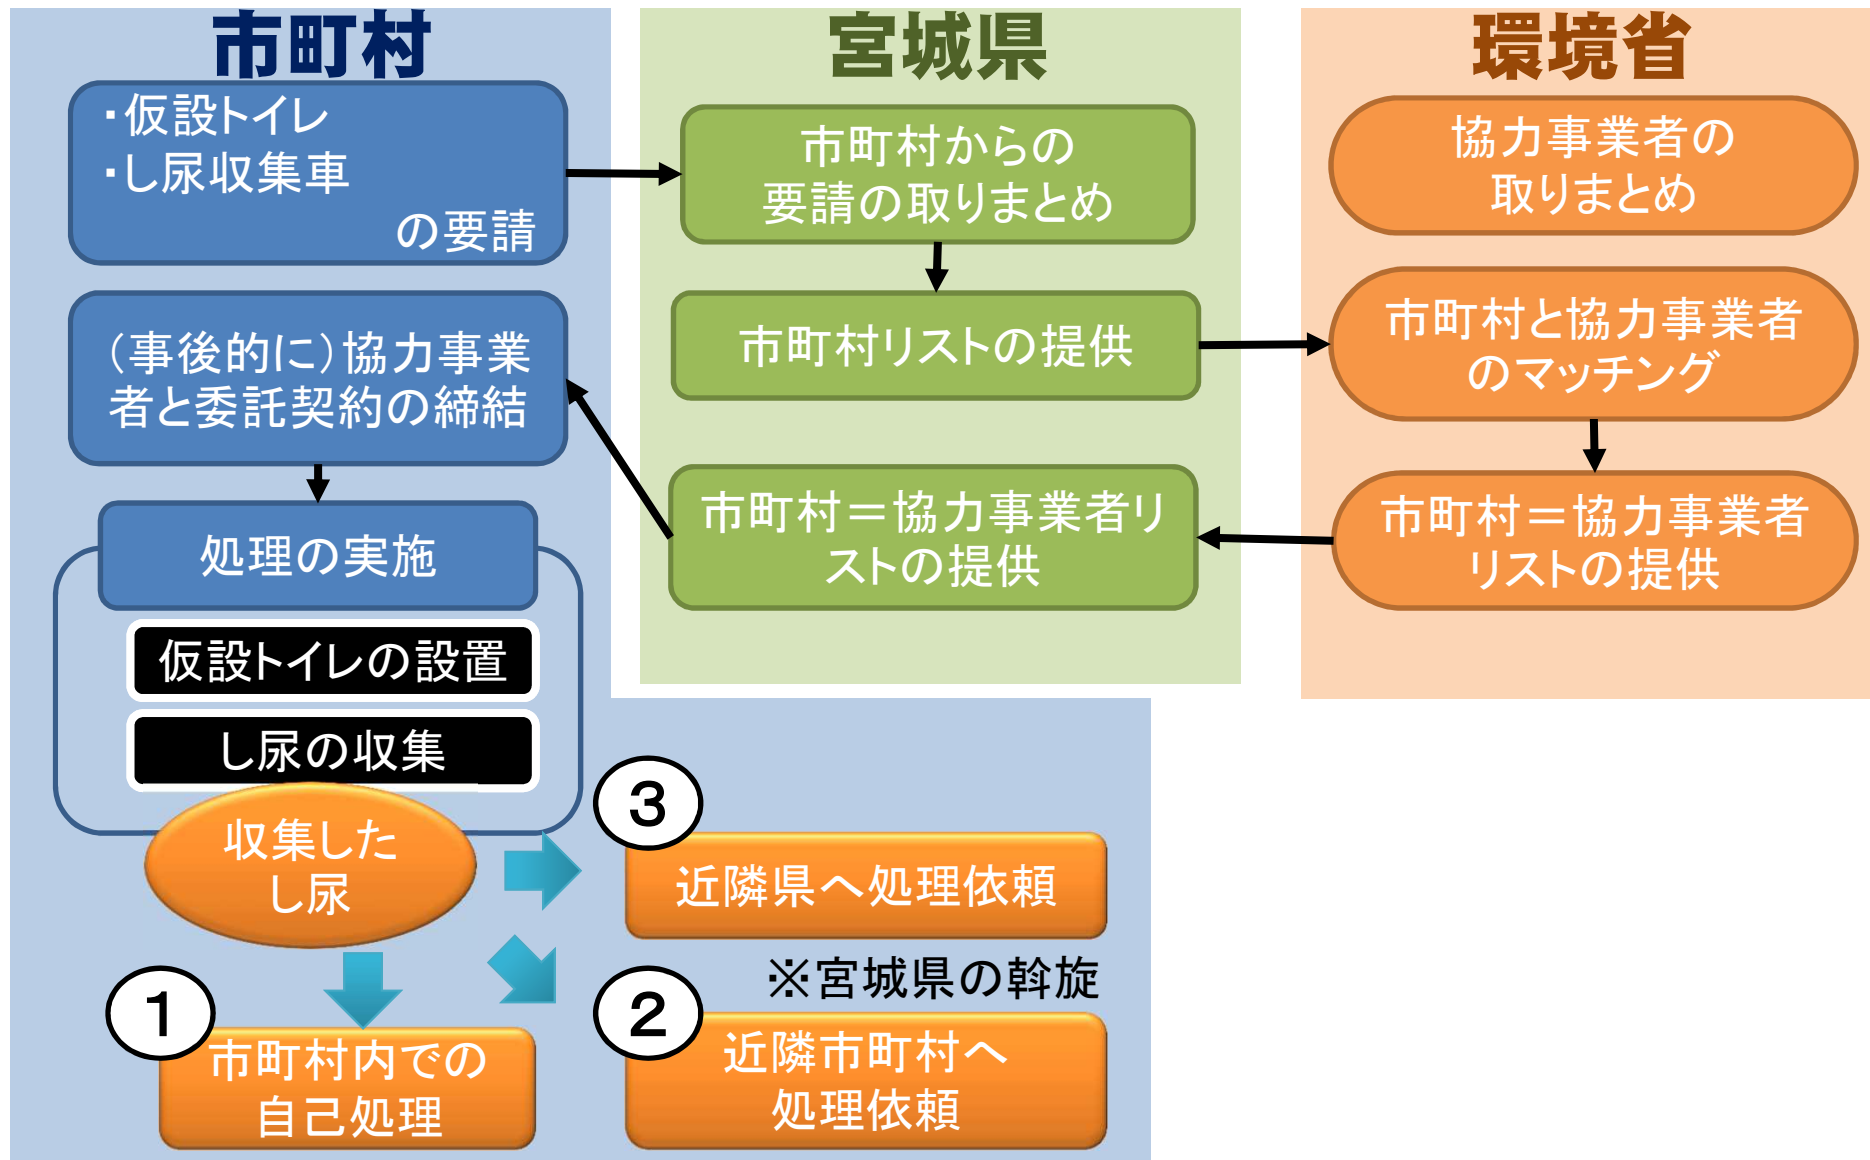 市町村
・仮設トイレ
・し尿収集車
の要請
（事後的に）協力事業
者と委託契約の締結
処理の実施
仮設トイレの設置
し尿の収集
収集した
し尿
①
市町村内での
自己処理
③
近隣県へ処理依頼
※宮城県の斡旋
②
近隣市町村へ
処理依頼
宮城県
市町村からの
要請の取りまとめ
市町村リストの提供
市町村＝協力事業者リ
ストの提供
環境省
協力事業者の
取りまとめ
市町村と協力事業者
のマッチング
市町村＝協力事業者
リストの提供